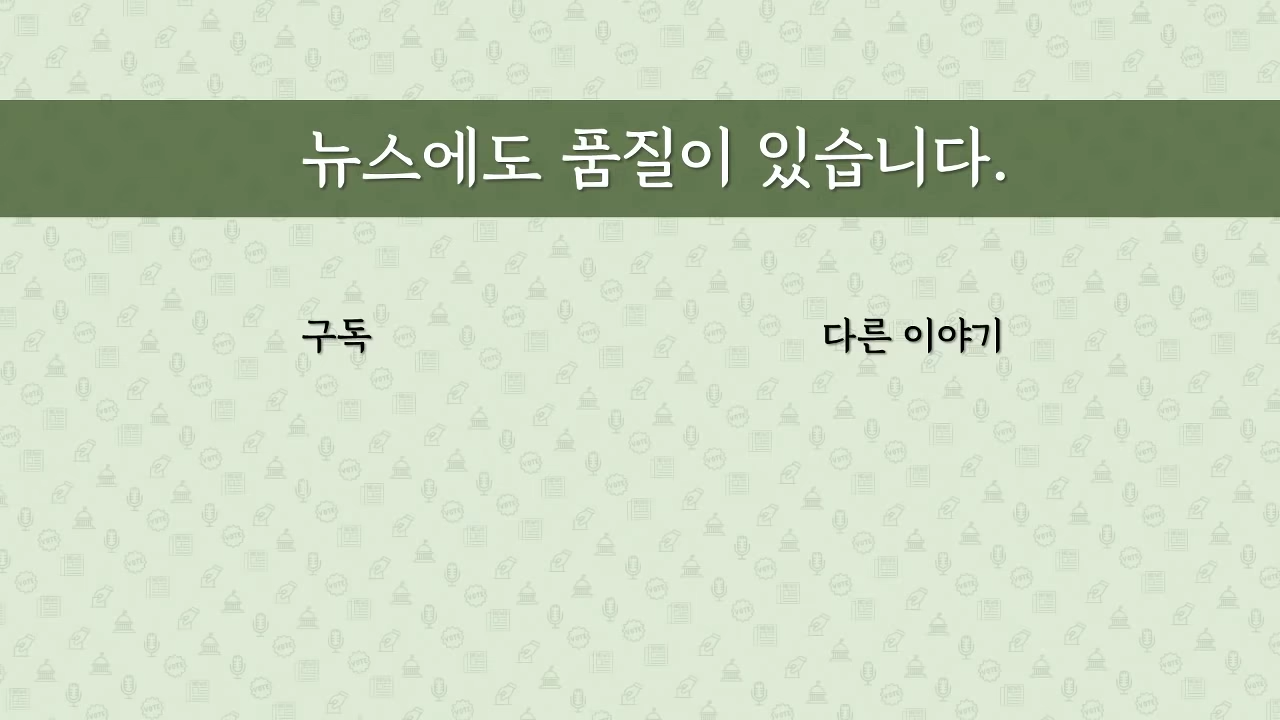 뉴스에도 품질이 있습니다.
구독
다른 이야기